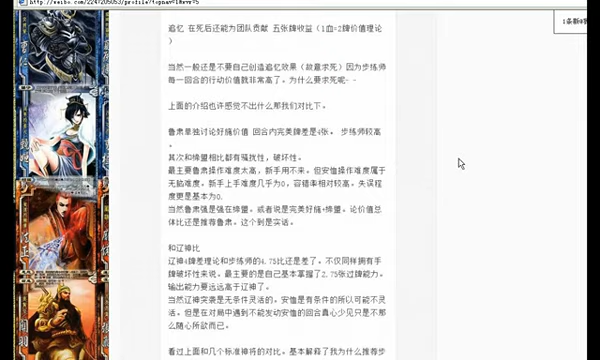 http://weibo.com/2247205053/profile?topnav=1&wvr=5
追忆 在死后还能为团队贡献 五张牌收益（1血=2牌价值理论
）
当然一般还是不要自己创造追忆效果（故意求死）因为步练师
每一回合的行动价值就非常高了。为什么要求死呢--
上面的介绍也许感觉不出什么那我们对比下。
鲁肃单独讨论好施价值 回合内完美牌差是4张。 步练师较高
。
其次和缔盟相比都有骚扰性，破坏性。
最主要鲁肃操作难度太高，新手用不来。但安恤操作难度属于
无脑难度。新手上手难度几乎为0，容错率相对较高。失误程
度更是基本为0.
当然鲁肃强是强在缔盟。或者说是完美好施+缔盟。论价值总
体比还是推荐鲁肃。这个到是实话。
和辽神比
辽神4牌差理论和步练师的4.75比还是差了。不仅同样拥有手
牌破坏性来说。最主要的是自己基本掌握了2.75张过牌能力。
输出能力要远远高于辽神了。
当然辽神突袭是无条件灵活的。安恤是有条件的所以可能不灵
活。但是在对局中遇到不能发动安恤的回合真心少见只是不那
么随心所欲而已。
看过上面和几个标准神将的对比。基本解释了我为什么推荐步
关羽